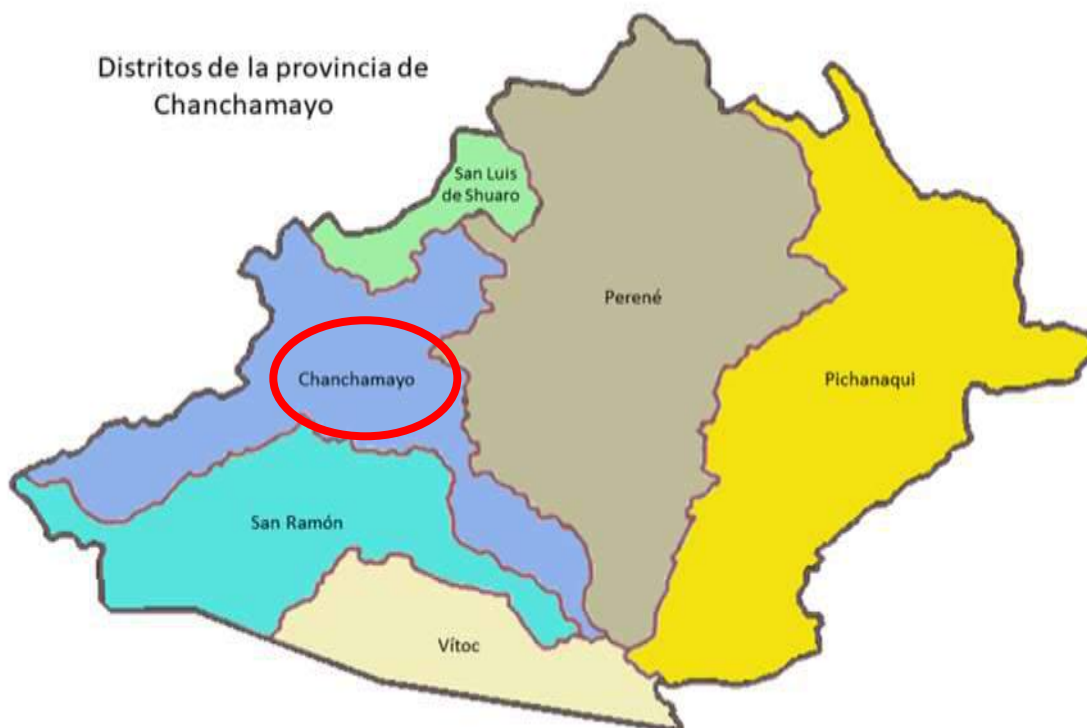 Distritos de la provincia de
Chanchamayo
San Luis
de Shuaro
Perené
Chanchamayo
Pichanaqui
San Ramón
Vítoc